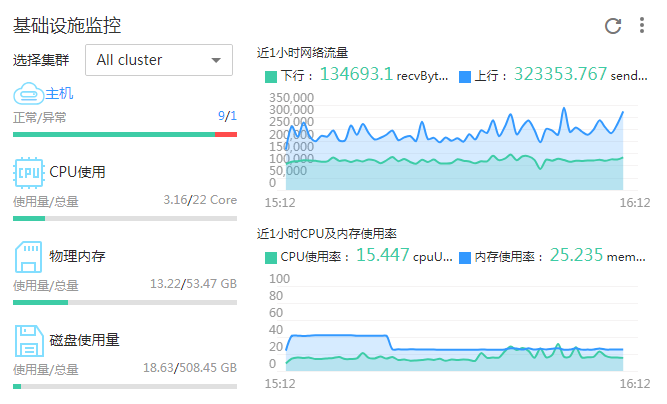 基础设施监控
选择集群 All cluster
主机
正常/异常 9/1
CPU使用
使用量/总量 3.16/22 Core
物理内存
使用量/总量 13.22/53.47 GB
磁盘使用量
使用量/总量 18.63/508.45 GB
近1小时网络流量
下行： 134693.1 recvByt... 上行： 323353.767 send...
350,000
300,000
250,000
200,000
150,000
100,000
50,000
0
15:12 16:12
近1小时CPU及内存使用率
CPU使用率： 15.447 cpuU... 内存使用率： 25.235 mem...
100
80
60
40
20
0
15:12 16:12